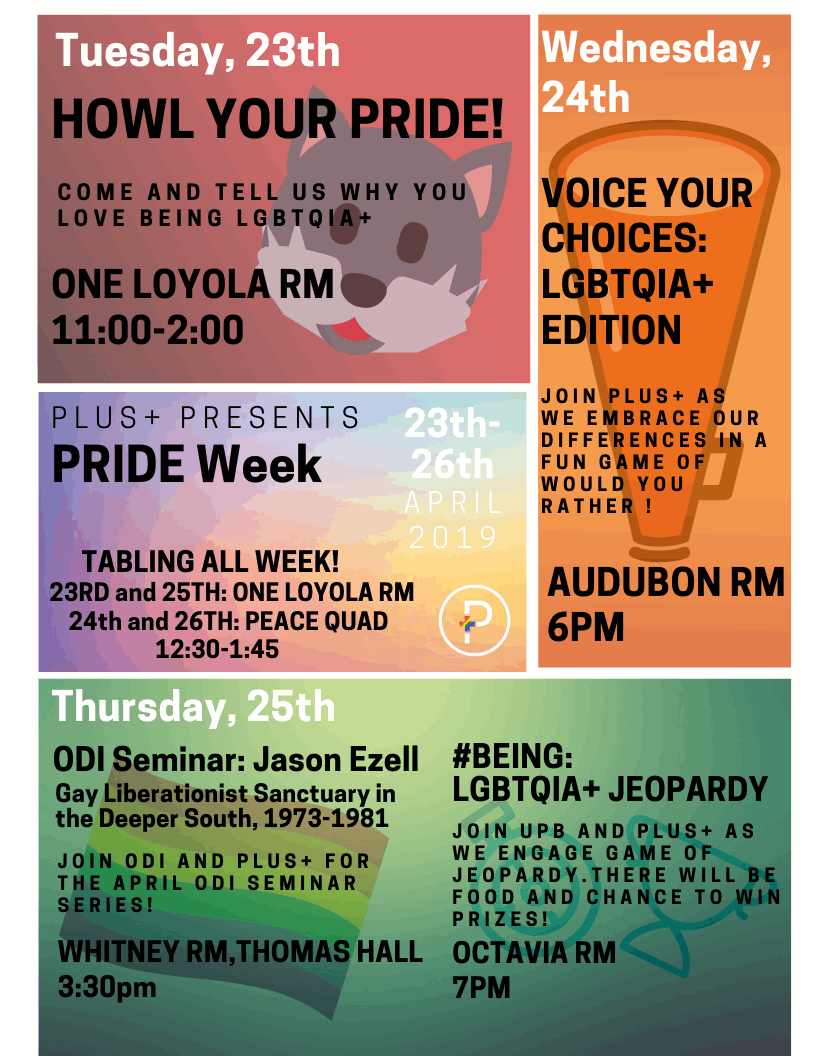 Tuesday, 23th
HOWL YOUR PRIDE!
COME AND TELL US WHY YOU
LOVE BEING LGBTQIA+
ONE LOYOLA RM
11:00-2:00
Wednesday,
24th
VOICE YOUR
CHOICES:
LGBTQIA+
EDITION
JOIN PLUS+ AS
WE EMBRACE OUR
DIFFERENCES IN A
FUN GAME OF
WOULD YOU
RATHER !
AUDUBON RM
6PM
PLUS+ PRESENTS
PRIDE Week
23th-
26th
APRIL
2019
TABLING ALL WEEK!
23RD and 25TH: ONE LOYOLA RM
24th and 26TH: PEACE QUAD
12:30-1:45
P
Thursday, 25th
ODI Seminar: Jason Ezell
Gay Liberationist Sanctuary in
the Deeper South, 1973-1981
JOIN ODI AND PLUS+ FOR
THE APRIL ODI SEMINAR
SERIES!
WHITNEY RM,THOMAS HALL
3:30pm
#BEING:
LGBTQIA+ JEOPARDY
JOIN UPB AND PLUS+ AS
WE ENGAGE GAME OF
JEOPARDY.THERE WILL BE
FOOD AND CHANCE TO WIN
PRIZES!
OCTAVIA RM
7PM